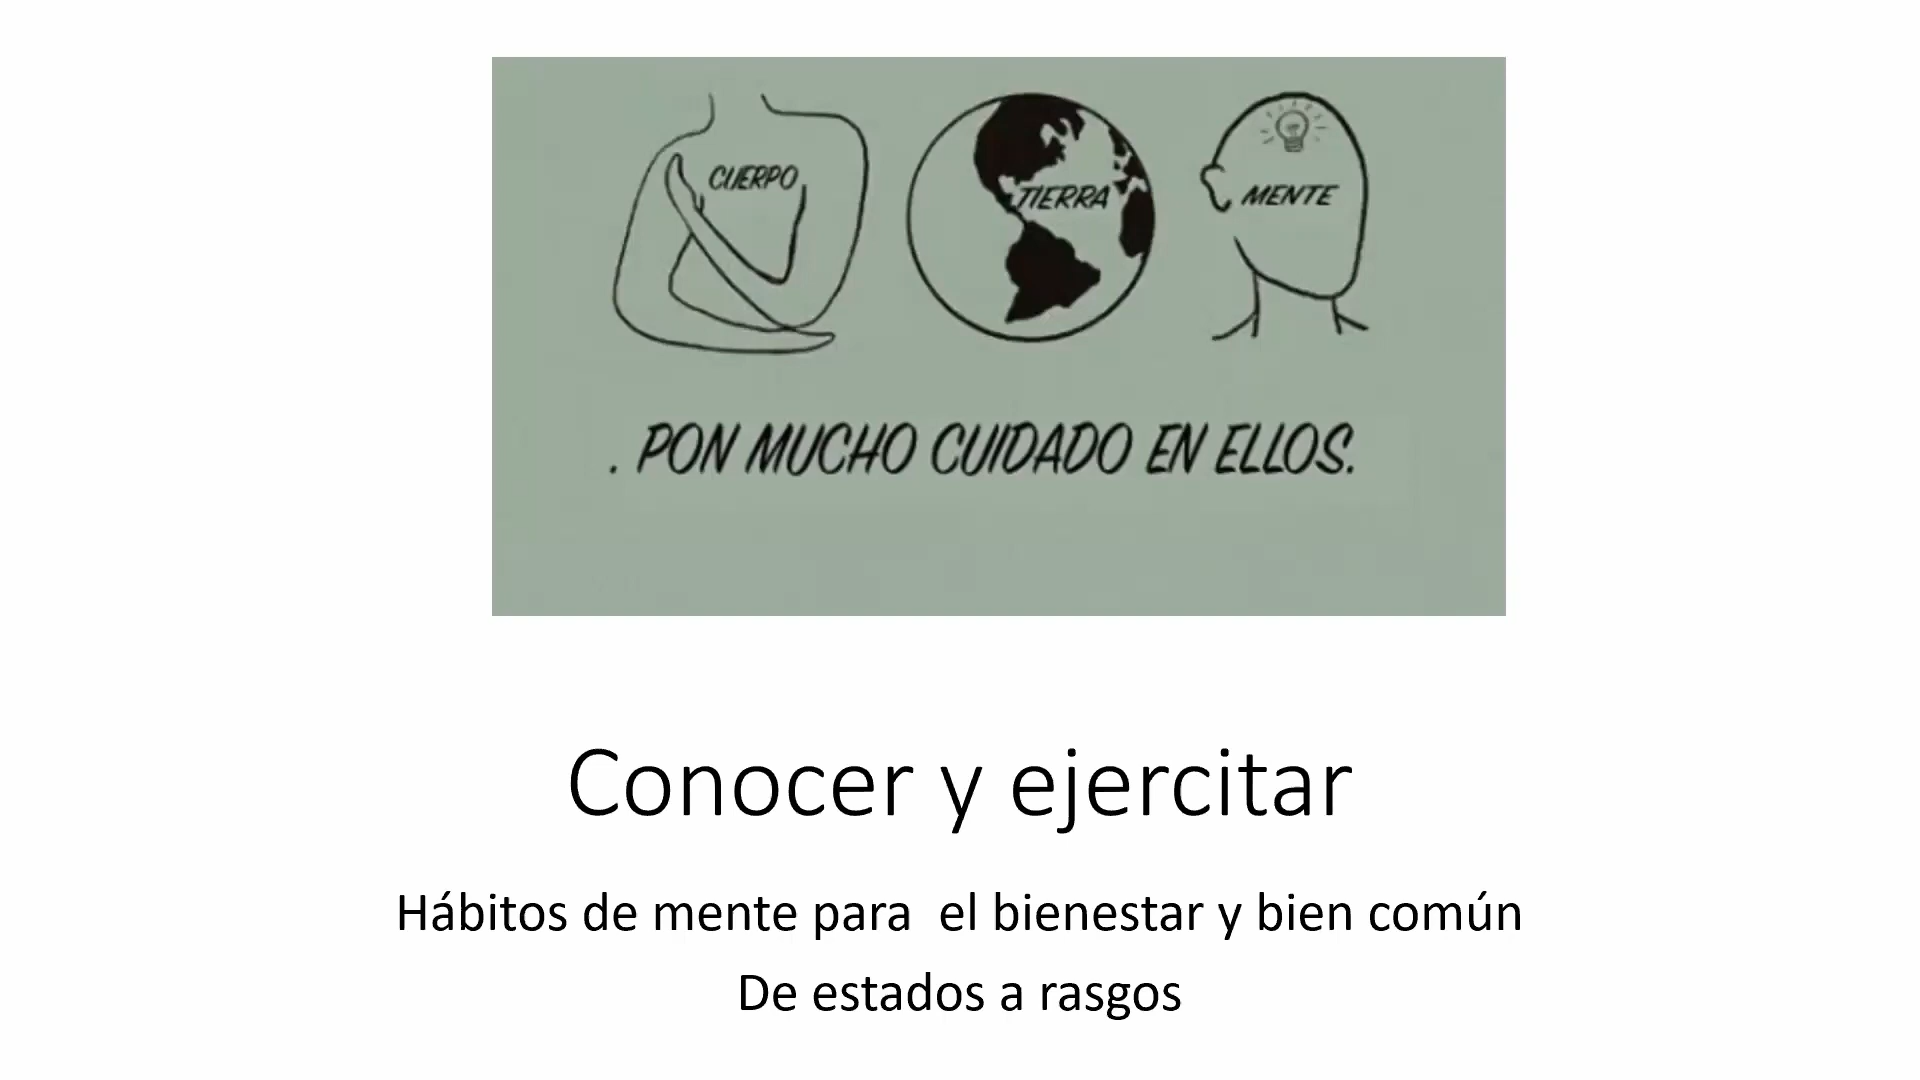 CUERPO
TIERRA
MENTE
. PON MUCHO CUIDADO EN ELLOS.
Conocer y ejercitar
Hábitos de mente para  el bienestar y bien común
De estados a rasgos